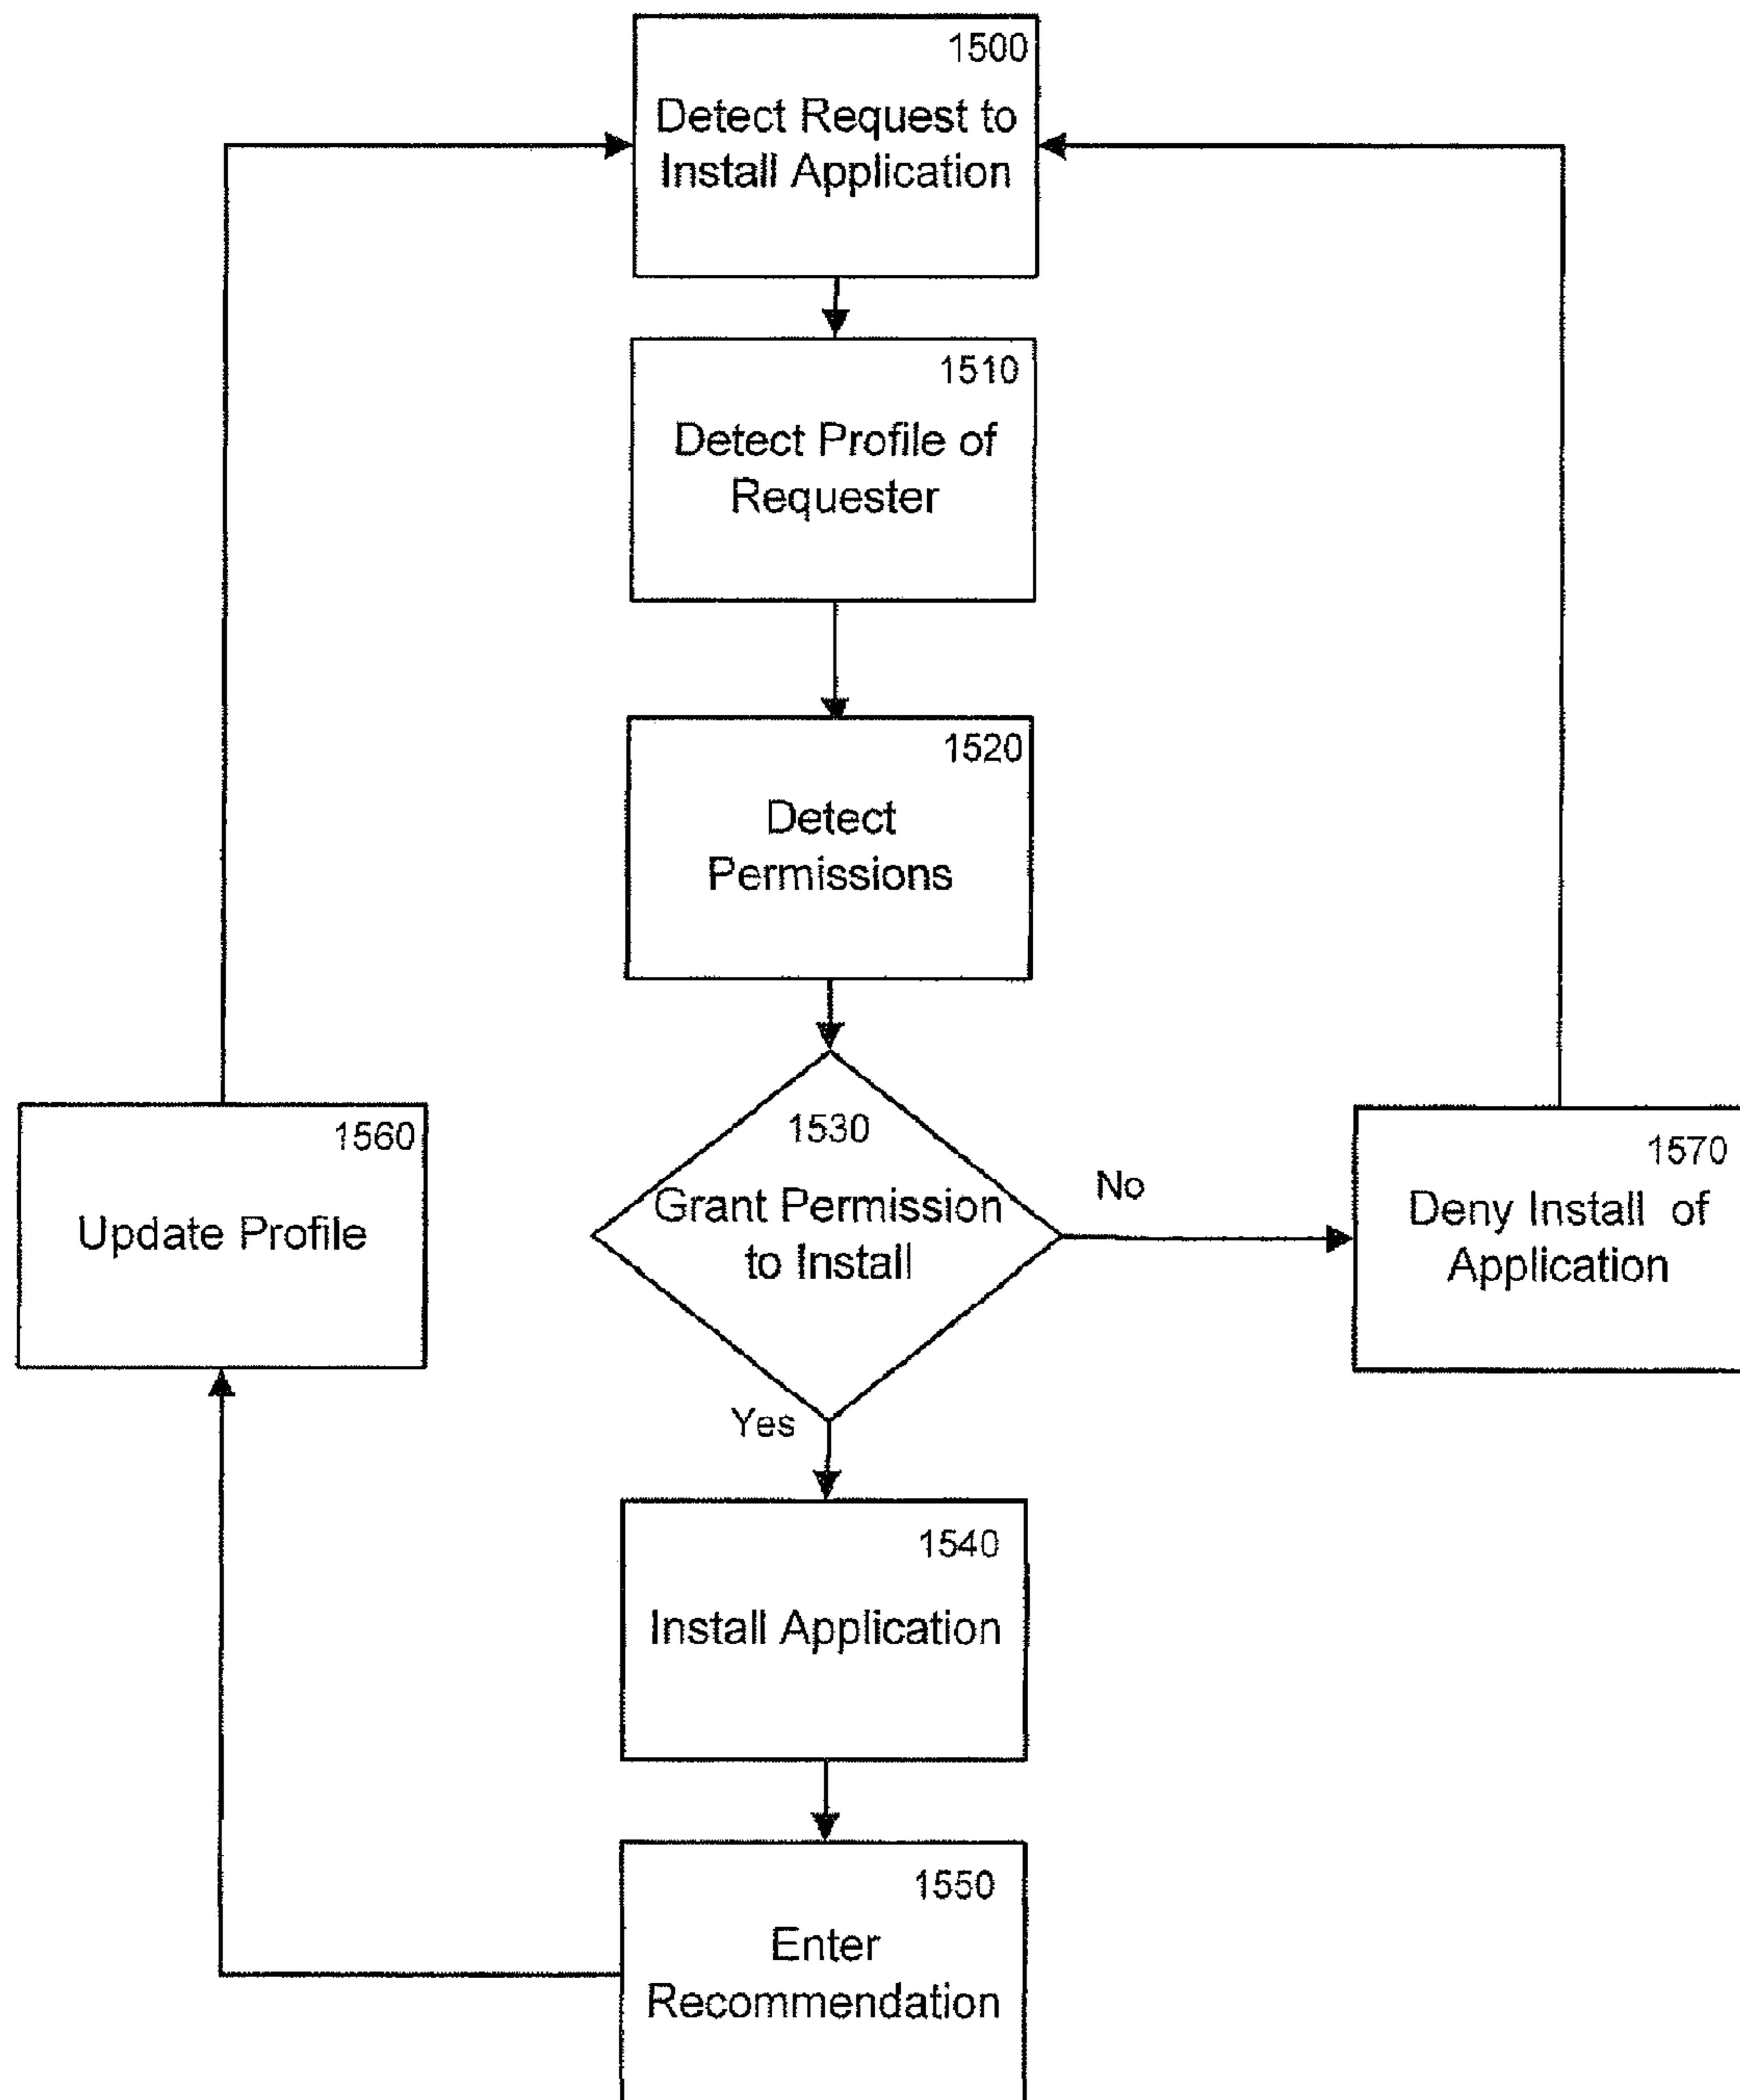 1500
Detect Request to
Install Application
1510
Detect Profile of
Requester
1520
Detect
Permissions
1530
Grant Permission
to Install
No
Yes
1560
Update Profile
1570
Deny Install of
Application
1540
Install Application
1550
Enter
Recommendation